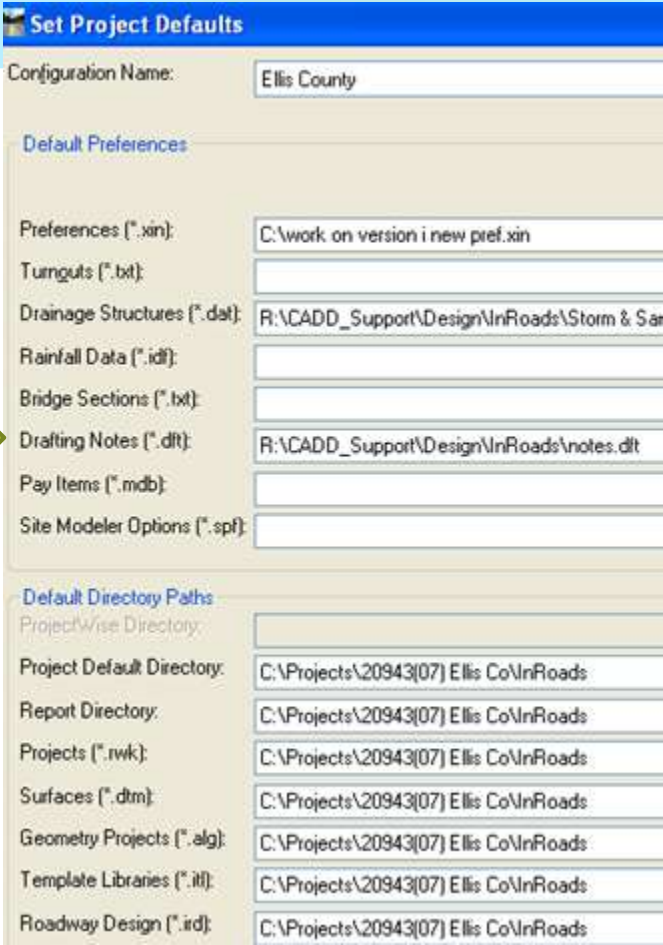 Set Project Defaults
Configuration Name: Ellis County
Default Preferences
Preferences (*.xin): C:\work on version i new pref.xin
Turnouts (*.txt):
Drainage Structures (*.dat): R:\CADD_Support\Design\InRoads\Storm & Sar
Rainfall Data (*.idf):
Bridge Sections (*.txt):
Drafting Notes (*.dft): R:\CADD_Support\Design\InRoads\notes.dft
Pay Items (*.mdb):
Site Modeler Options (*.spf):
Default Directory Paths
ProjectWise Directory:
Project Default Directory: C:\Projects\20943(07) Ellis Co\InRoads
Report Directory: C:\Projects\20943(07) Ellis Co\InRoads
Projects (*.rwk): C:\Projects\20943(07) Ellis Co\InRoads
Surfaces (*.dtm): C:\Projects\20943(07) Ellis Co\InRoads
Geometry Projects (*.alg): C:\Projects\20943(07) Ellis Co\InRoads
Template Libraries (*.itl): C:\Projects\20943(07) Ellis Co\InRoads
Roadway Design (*.ird): C:\Projects\20943(07) Ellis Co\InRoads